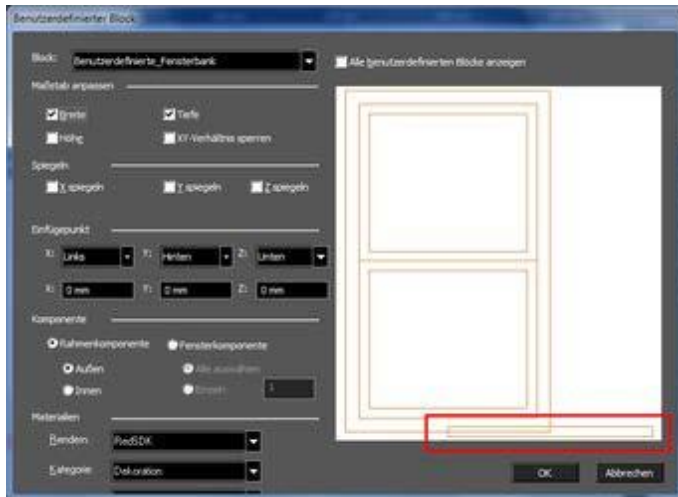 Benutzerdefinierter Block
Block: Benutzerdefinierte_Fensterbank
Alle benutzerdefinierten Blöcke anzeigen
Maßstab anpassen
Breite
Tiefe
Höhe
XY-Verhältnis sperren
Spiegeln
X spiegeln
Y spiegeln
Z spiegeln
Einfügepunkt
X: Links
Y: Hinten
Z: Unten
X: 0 mm
Y: 0 mm
Z: 0 mm
Komponente
Rahmenkomponente
Fensterkomponente
Außen
Alle auswählen
Innen
Einzeln
1
Materialien
Rendern RedSDK
Kategorie Dekoration
OK
Abbrechen